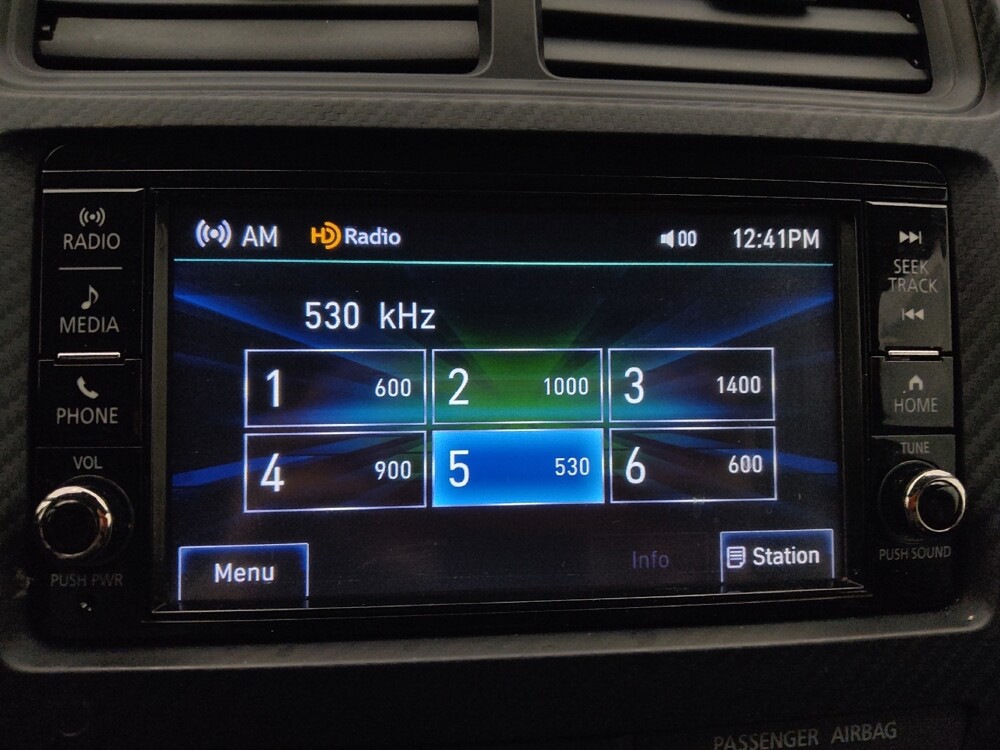 RADIO
MEDIA
PHONE
VOL
PUSH PWR
AM HD Radio 00 12:41PM
530 kHz
1 600 2 1000 3 1400
4 900 5 530 6 600
Menu Info Station
SEEK
TRACK
HOME
TUNE
PUSH SOUND
PASSENGER AIRBAG